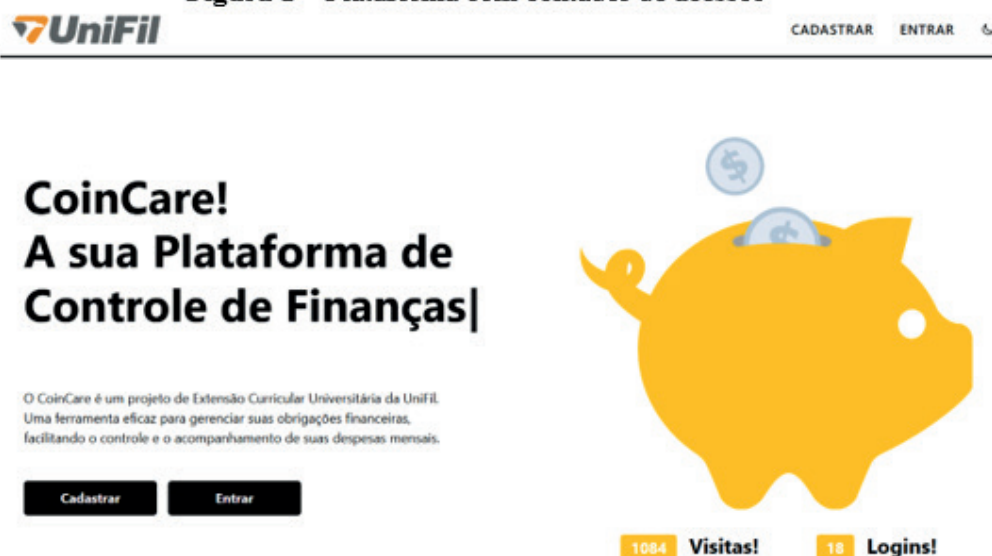 UniFil
CADASTRAR ENTRAR
CoinCare!
A sua Plataforma de
Controle de Finanças|
O CoinCare é um projeto de Extensão Curricular Universitária da UniFil.
Uma ferramenta eficaz para gerenciar suas obrigações financeiras,
facilitando o controle e o acompanhamento de suas despesas mensais.
Cadastrar Entrar
$
$
1084 Visitas! 18 Logins!